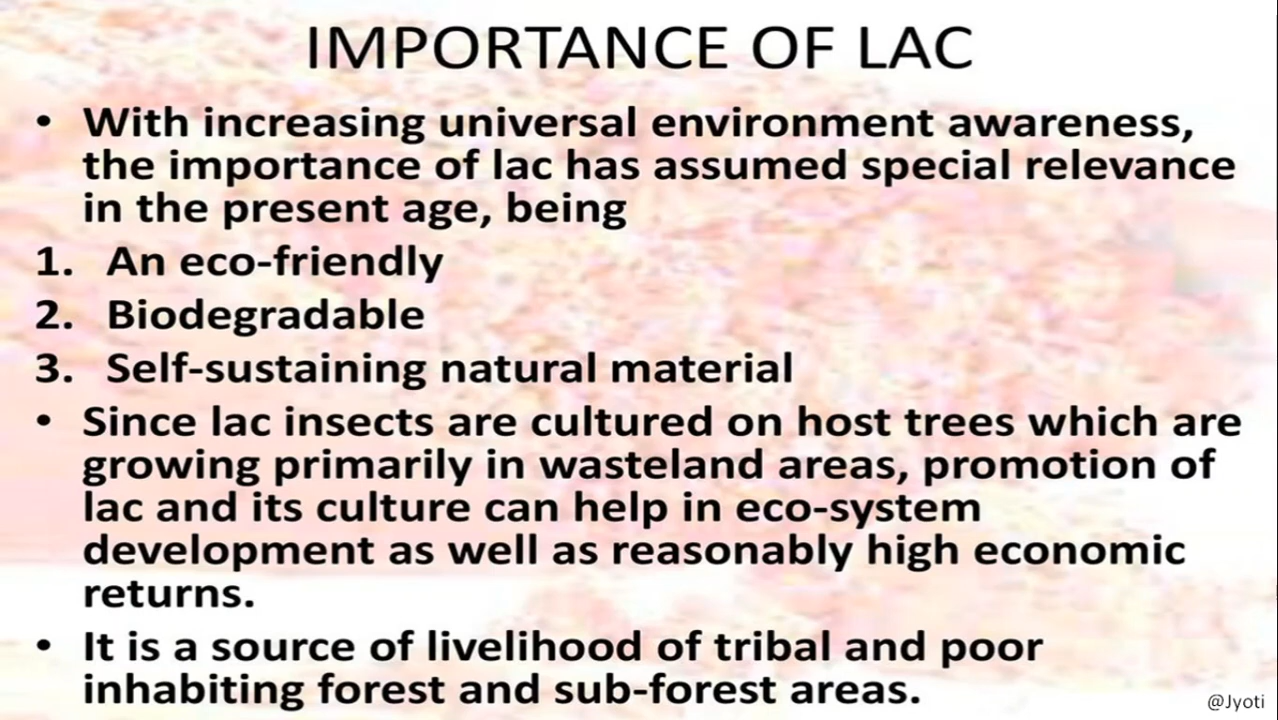 IMPORTANCE OF LAC
• With increasing universal environment awareness,
the importance of lac has assumed special relevance
in the present age, being
1. An eco-friendly
2. Biodegradable
3. Self-sustaining natural material
• Since lac insects are cultured on host trees which are
growing primarily in wasteland areas, promotion of
lac and its culture can help in eco-system
development as well as reasonably high economic
returns.
• It is a source of livelihood of tribal and poor
inhabiting forest and sub-forest areas.
@Jyoti